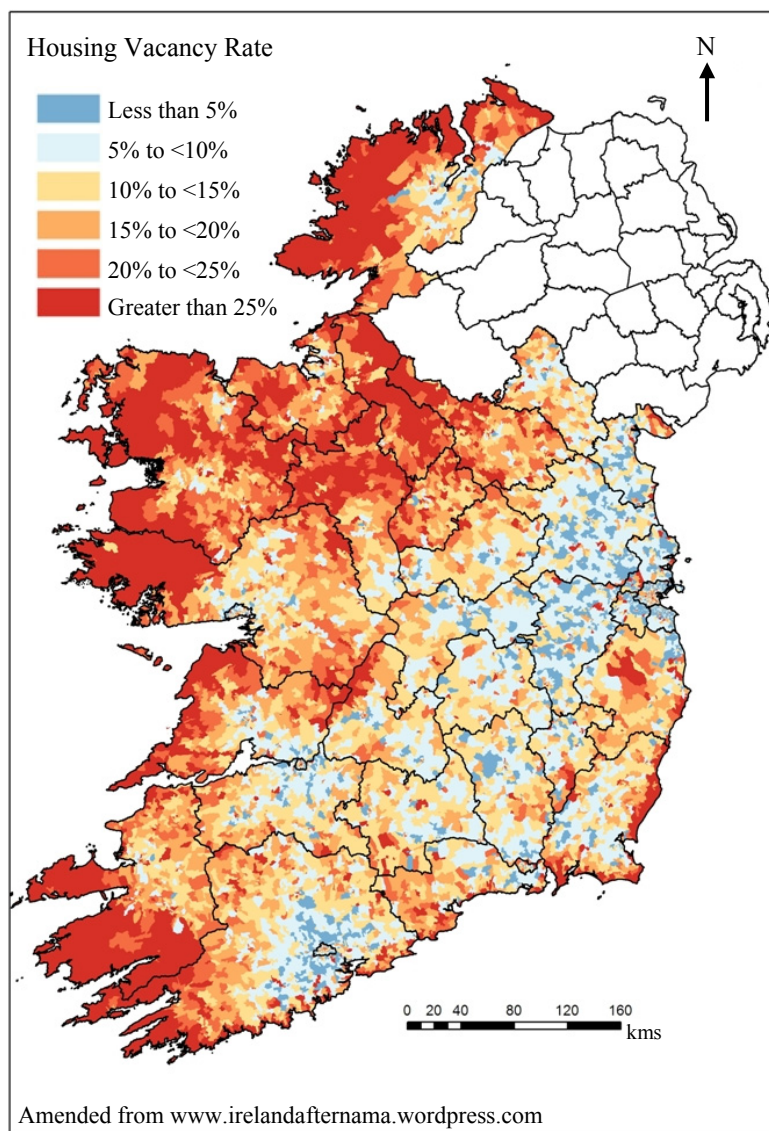 Housing Vacancy Rate
N
Less than 5%
5% to <10%
10% to <15%
15% to <20%
20% to <25%
Greater than 25%
0 20 40 80 120 160
kms
Amended from www.irelandafternama.wordpress.com